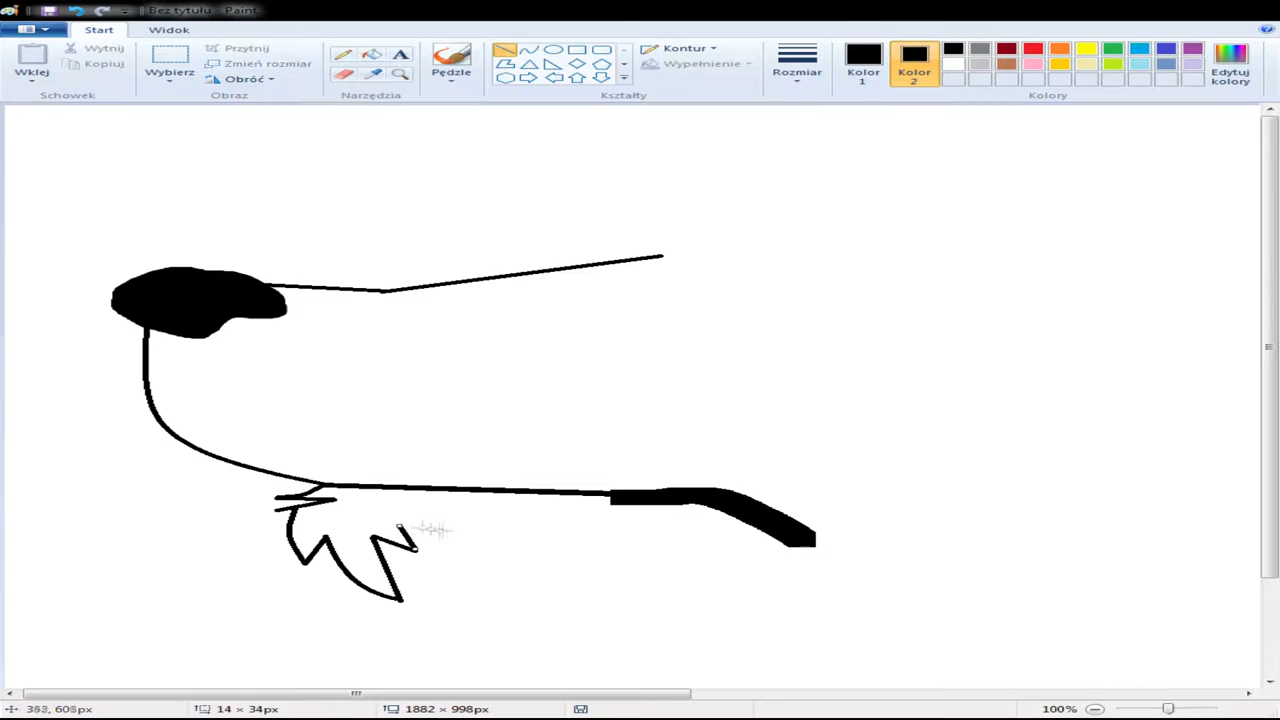 Bez tytułu - Paint
Start Widok
Wklej
Wytnij
Kopiuj
Schowek
Wybierz
Przytnij
Zmień rozmiar
Obróć
Obraz
A
Narzędzia
Pędzle
Kontur
Wypełnienie
Kształty
Rozmiar
Kolor
1
Kolor
2
Edytuj
kolory
Kolory
14 × 34px
1882 × 998px
100%